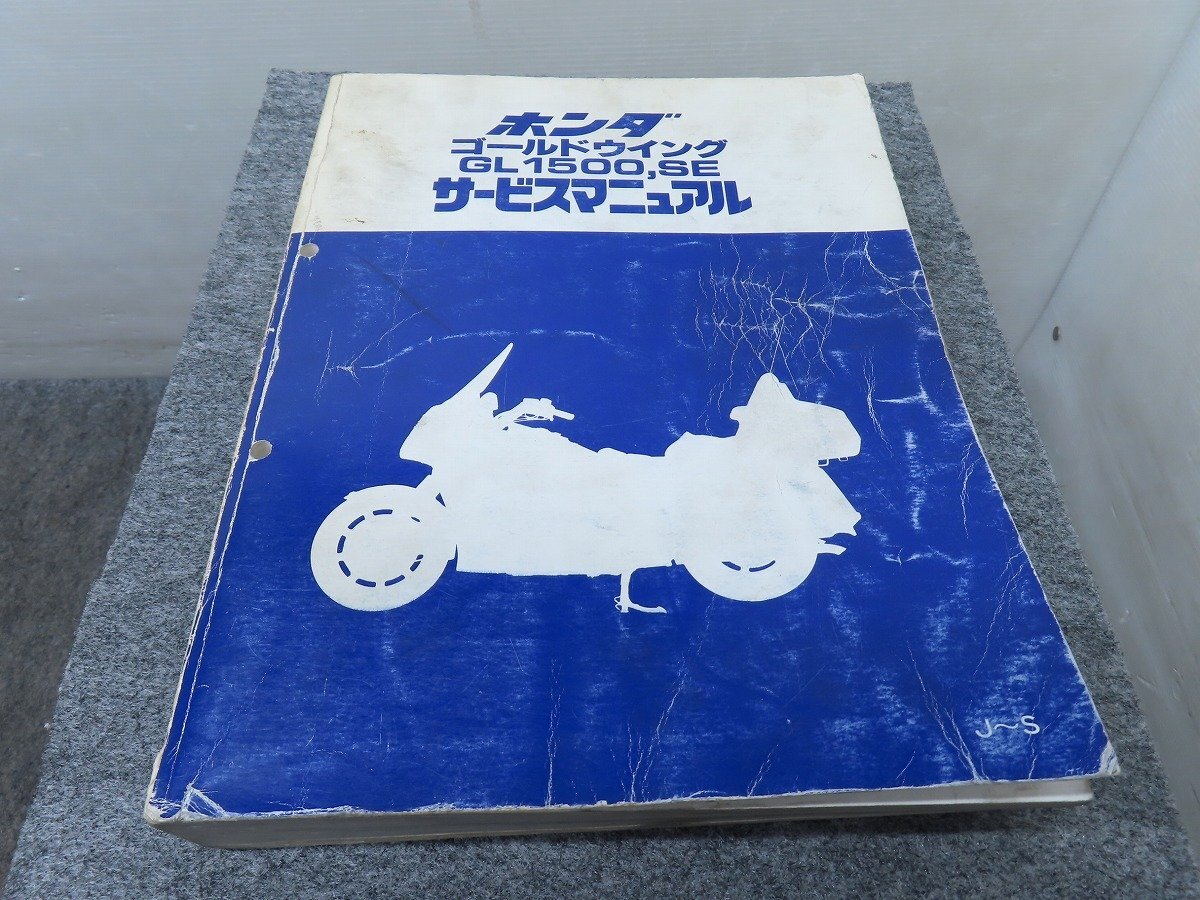 ホンダ
ゴールドウイング
GL1500,SE
サービスマニュアル
J〜S